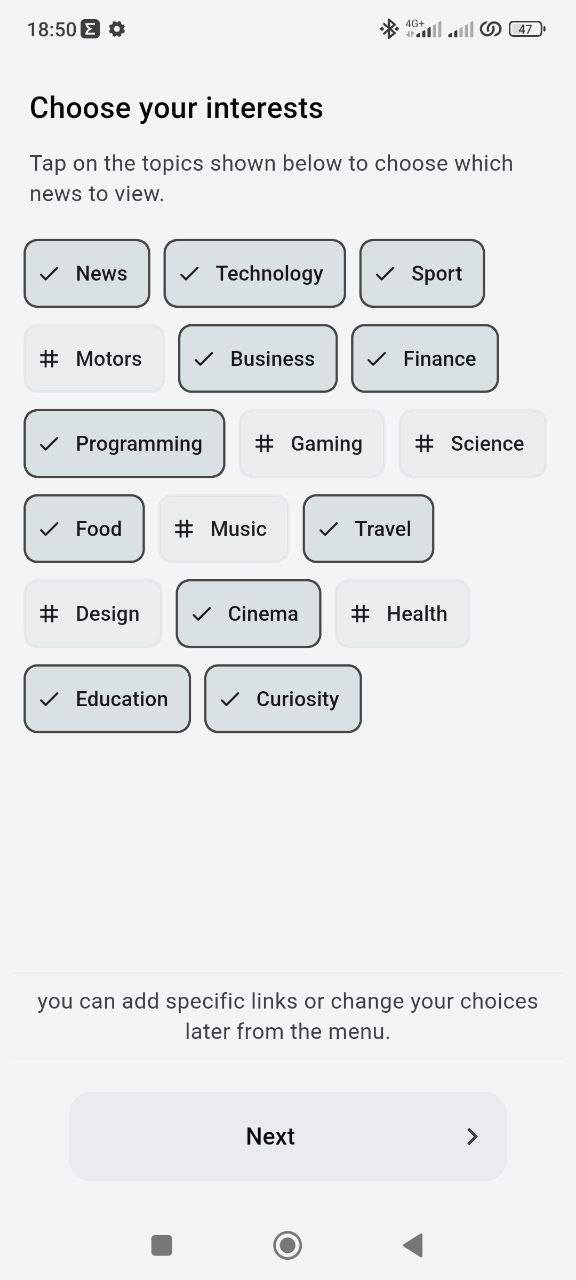 18:50 Σ 4G+ 47
Choose your interests
Tap on the topics shown below to choose which
news to view.
News Technology Sport
# Motors Business Finance
Programming # Gaming # Science
Food # Music Travel
# Design Cinema # Health
Education Curiosity
you can add specific links or change your choices
later from the menu.
Next